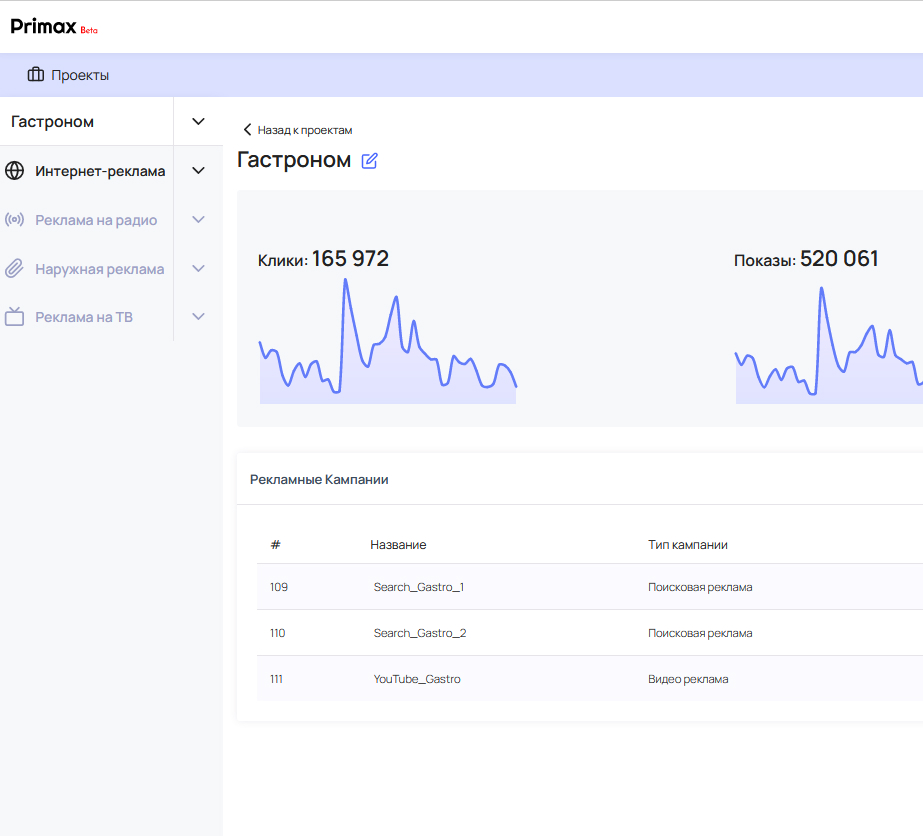 Primax Beta
Проекты
Гастроном
Интернет-реклама
Реклама на радио
Наружная реклама
Реклама на ТВ
Назад к проектам
Гастроном
Клики: 165 972
Показы: 520 061
Рекламные Кампании
# Название Тип кампании
109 Search_Gastro_1 Поисковая реклама
110 Search_Gastro_2 Поисковая реклама
111 YouTube_Gastro Видео реклама